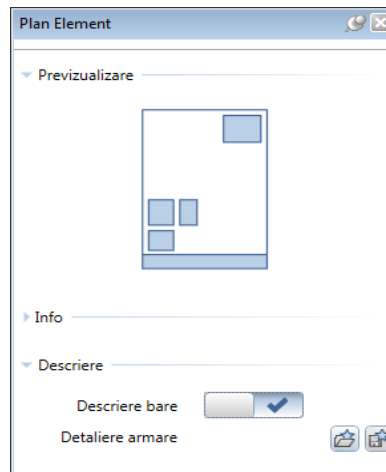 Plan Element
Previzualizare
Info
Descriere
Descriere bare
Detaliere armare